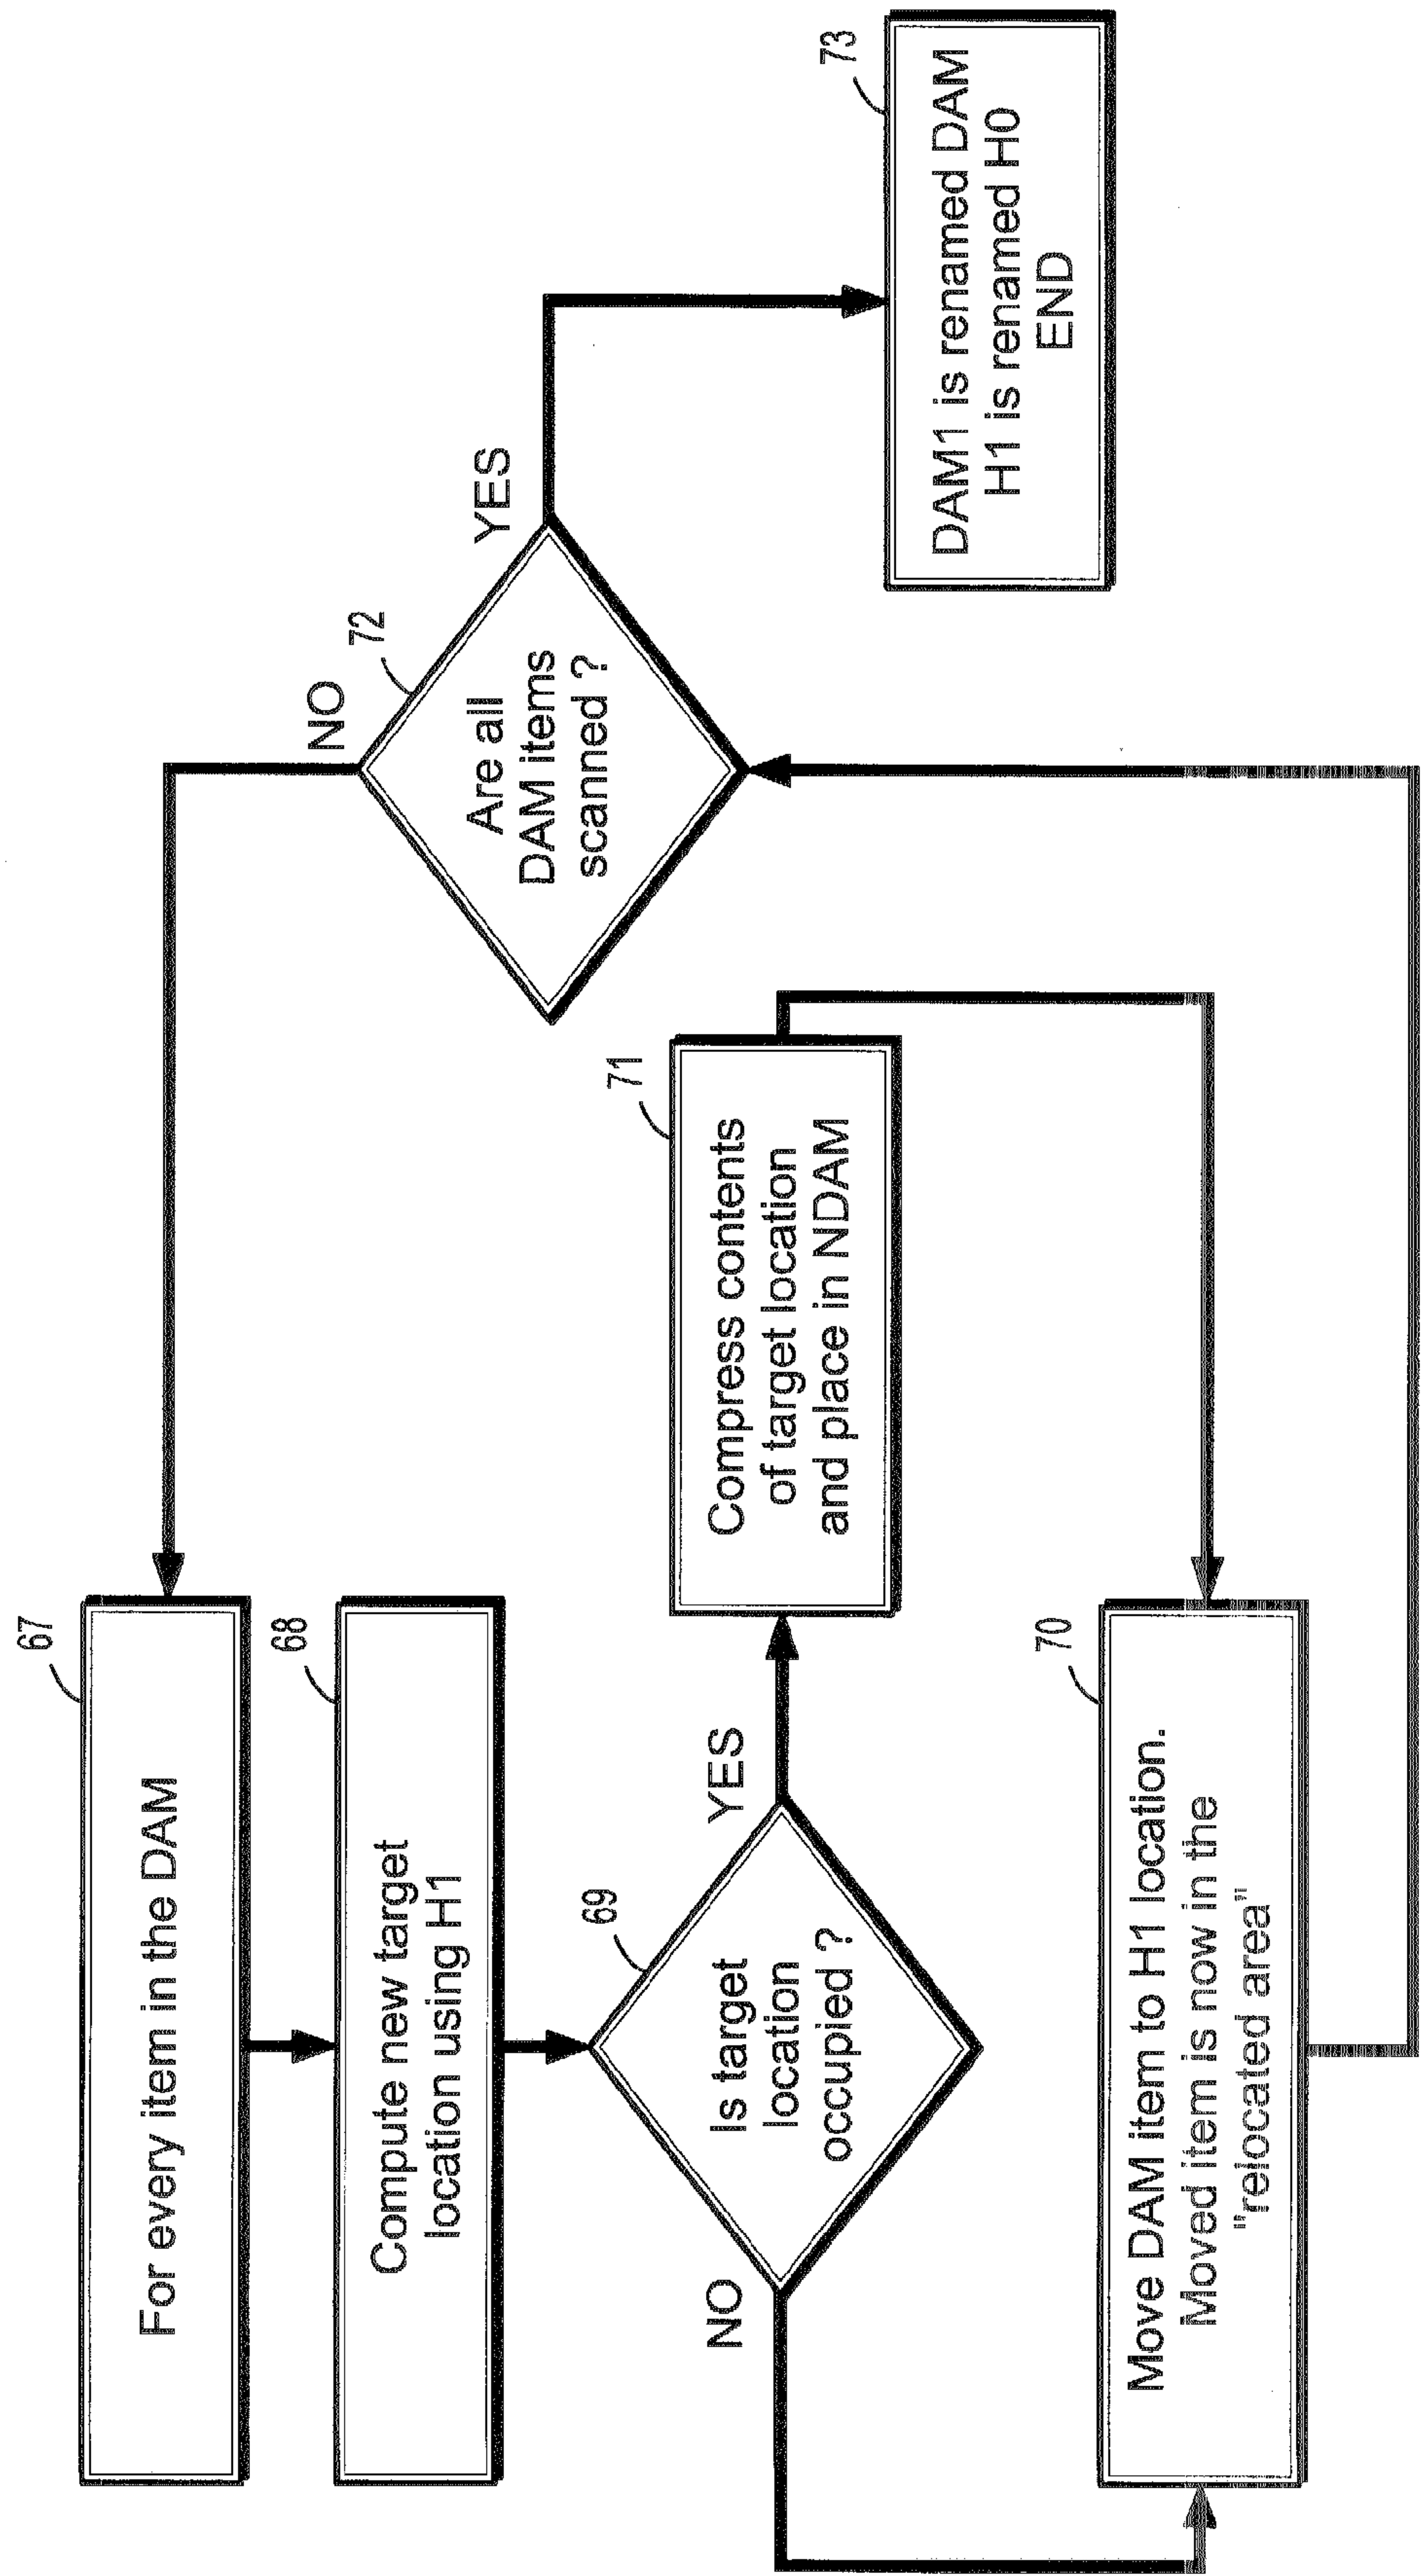 67
For every item in the DAM
68
Compute new target
location using H1
69
Is target
location
occupied ?
NO
YES
71
Compress contents
of target location
and place in NDAM
70
Move DAM item to H1 location.
Moved item is now in the
"relocated area"
72
Are all
DAM items
scanned ?
NO
YES
73
DAM1 is renamed DAM
H1 is renamed H0
END